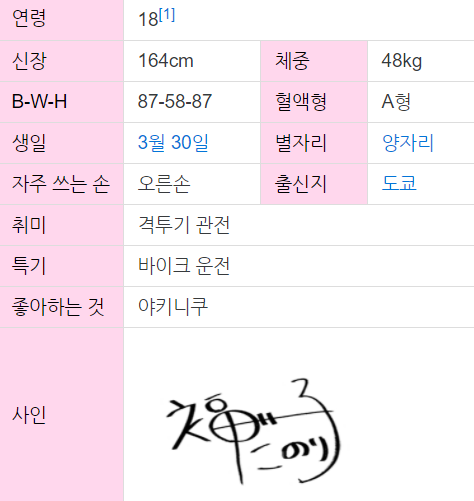 연령 18[1]
신장 164cm 체중 48kg
B-W-H 87-58-87 혈액형 A형
생일 3월 30일 별자리 양자리
자주 쓰는 손 오른손 출신지 도쿄
취미 격투기 관전
특기 바이크 운전
좋아하는 것 야키니쿠
사인
このり